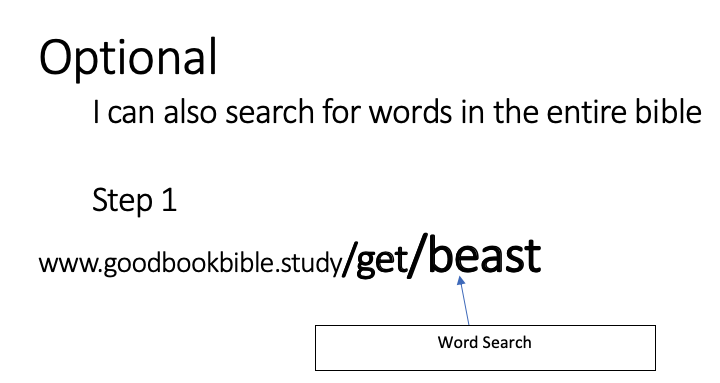 Optional
I can also search for words in the entire bible
Step 1
www.goodbookbible.study/get/beast
Word Search